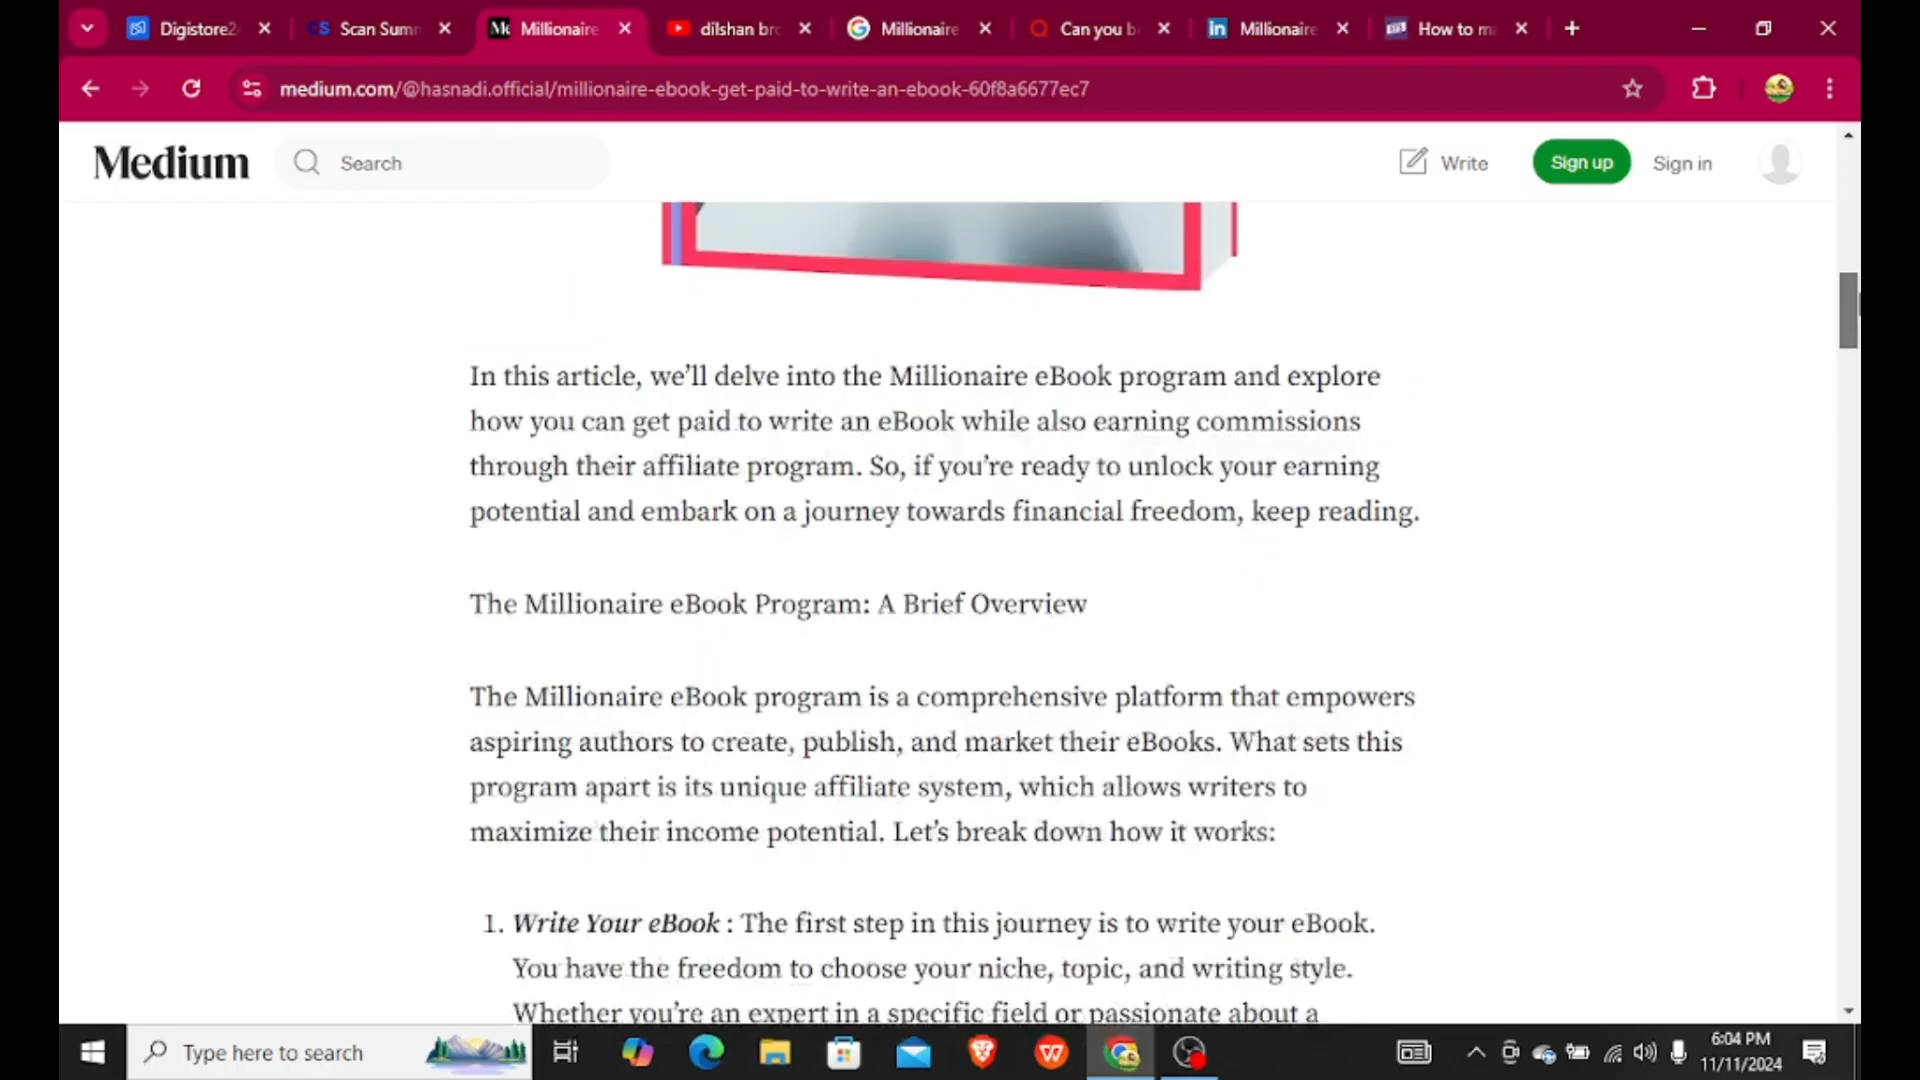 Digistore2
Scan Sum
Millionaire
dilshan bro
Millionaire
Can you b
Millionaire
How to m
medium.com/@hasnadi.official/millionaire-ebook-get-paid-to-write-an-ebook-60f8a6677ec7
Medium
Search
Write
Sign up
Sign in
In this article, we’ll delve into the Millionaire eBook program and explore
how you can get paid to write an eBook while also earning commissions
through their affiliate program. So, if you’re ready to unlock your earning
potential and embark on a journey towards financial freedom, keep reading.
The Millionaire eBook Program: A Brief Overview
The Millionaire eBook program is a comprehensive platform that empowers
aspiring authors to create, publish, and market their eBooks. What sets this
program apart is its unique affiliate system, which allows writers to
maximize their income potential. Let’s break down how it works:
1. Write Your eBook : The first step in this journey is to write your eBook.
You have the freedom to choose your niche, topic, and writing style.
Whether you’re an expert in a specific field or passionate about a
Type here to search
6:04 PM
11/11/2024